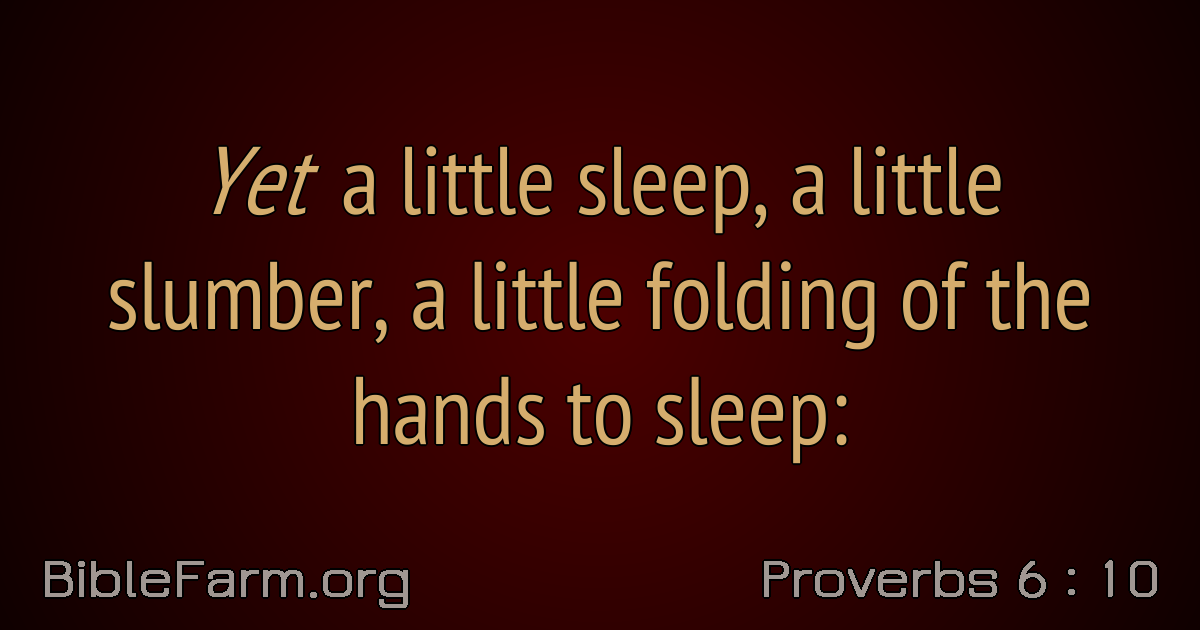 Yet a little sleep, a little
slumber, a little folding of the
hands to sleep:
BibleFarm.org
Proverbs 6 : 10